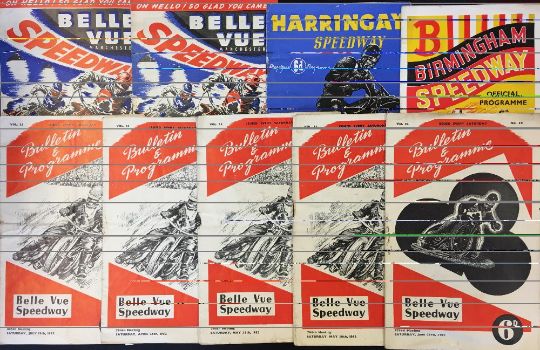 OH HELLO! SO GLAD YOU CAME
BELLE
VUE
MANCHESTER
SPEEDWAY
OH HELLO! SO GLAD YOU CAME
BELLE
VUE
MANCHESTER
SPEEDWAY
HARRINGAY
SPEEDWAY
B
BIRMINGHAM
SPEEDWAY
OFFICIAL
PROGRAMME
Bulletin
&
Programme
Belle Vue
Speedway
Bulletin
&
Programme
Belle Vue
Speedway
Bulletin
&
Programme
Belle Vue
Speedway
Bulletin
&
Programme
Belle Vue
Speedway
Bulletin
&
Programme
Belle Vue
Speedway
6D